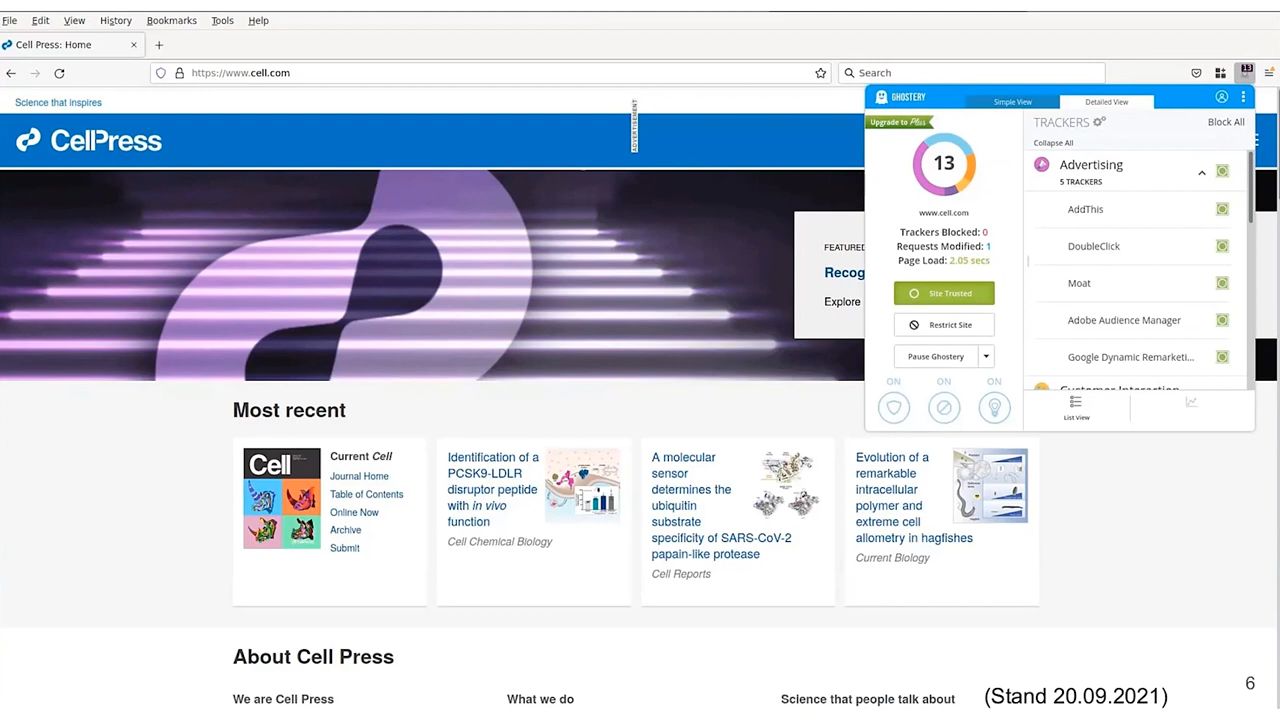 File Edit View History Bookmarks Tools Help
Cell Press: Home × +
https://www.cell.com
Search
13
Science that inspires
ADVERTISEMENT
CellPress
FEATURED
Recog
Explore
GHOSTERY
Simple View
Detailed View
Upgrade to Plus
13
www.cell.com
Trackers Blocked: 0
Requests Modified: 1
Page Load: 2.05 secs
Site Trusted
Restrict Site
Pause Ghostery
ON ON ON
TRACKERS
Block All
Collapse All
Advertising
5 TRACKERS
AddThis
DoubleClick
Moat
Adobe Audience Manager
Google Dynamic Remarketi...
Customer Interaction
List View
Most recent
Cell
Current Cell
Journal Home
Table of Contents
Online Now
Archive
Submit
Identification of a
PCSK9-LDLR
disruptor peptide
with in vivo
function
Cell Chemical Biology
A molecular
sensor
determines the
ubiquitin
substrate
specificity of SARS-CoV-2
papain-like protease
Cell Reports
Evolution of a
remarkable
intracellular
polymer and
extreme cell
allometry in hagfishes
Current Biology
About Cell Press
We are Cell Press
What we do
Science that people talk about
(Stand 20.09.2021)
6